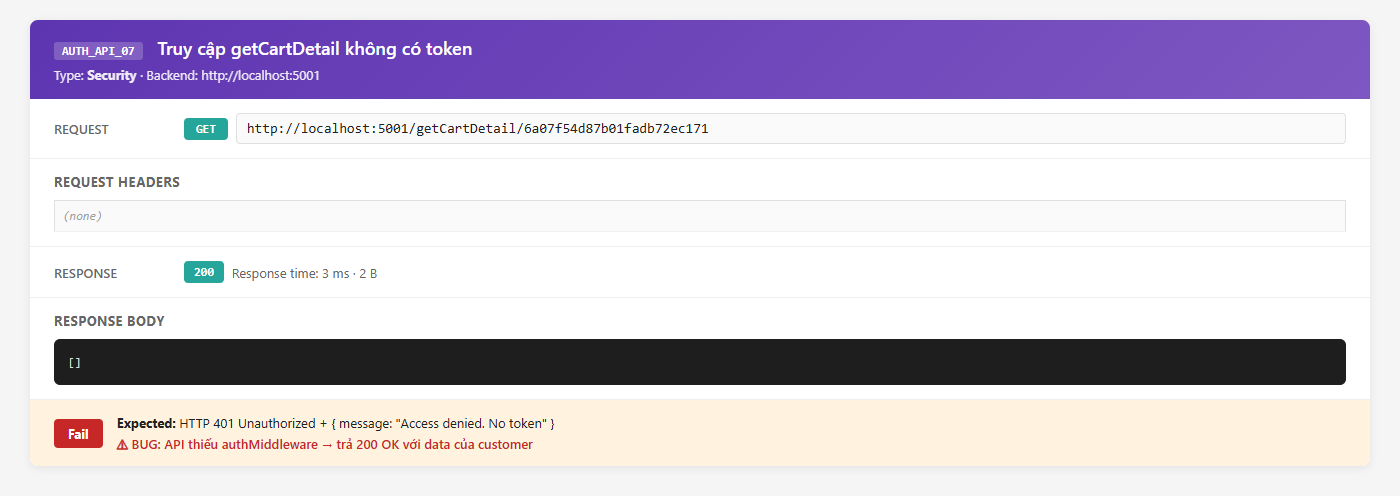 AUTH_API_07 Truy cập getCartDetail không có token
Type: Security · Backend: http://localhost:5001
REQUEST GET http://localhost:5001/getCartDetail/6a07f54d87b01fadb72ec171
REQUEST HEADERS
(none)
RESPONSE 200 Response time: 3 ms · 2 B
RESPONSE BODY
[]
Fail Expected: HTTP 401 Unauthorized + { message: "Access denied. No token" }
⚠ BUG: API thiếu authMiddleware → trả 200 OK với data của customer